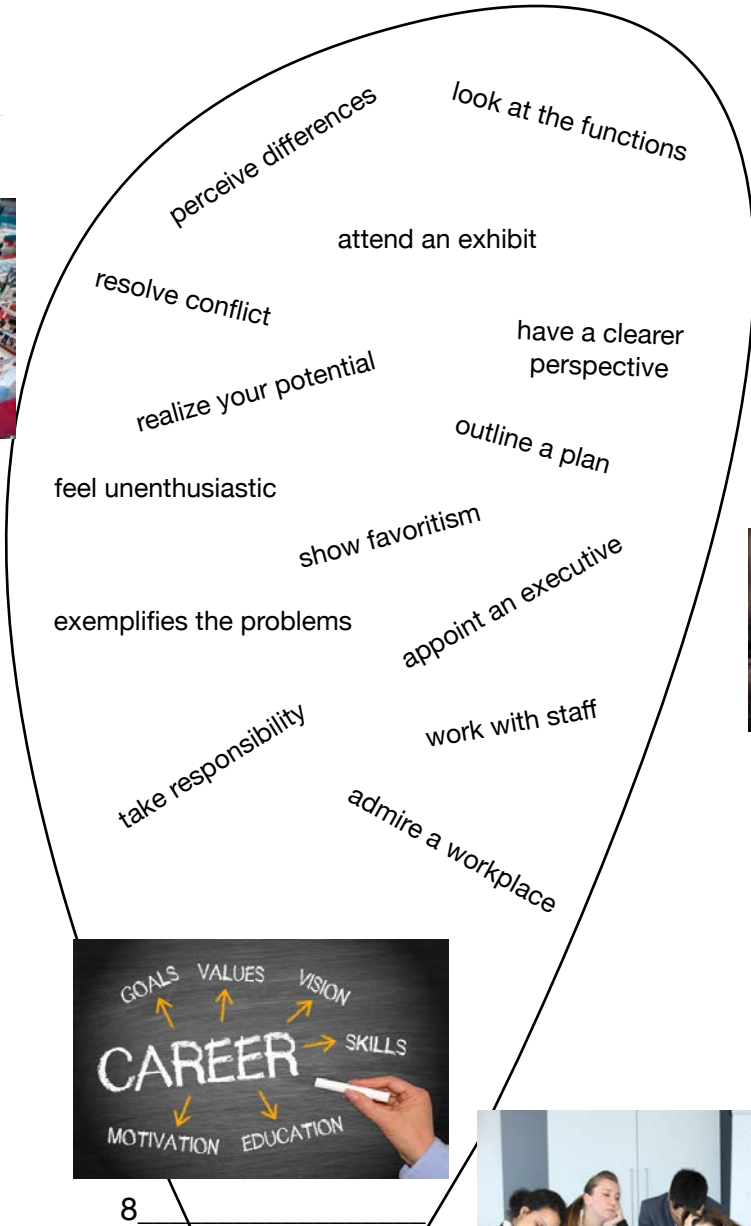 perceive differences
look at the functions
attend an exhibit
resolve conflict
have a clearer
perspective
realize your potential
outline a plan
feel unenthusiastic
show favoritism
appoint an executive
exemplifies the problems
work with staff
take responsibility
admire a workplace
GOALS
VALUES
VISION
SKILLS
CAREER
MOTIVATION
EDUCATION
8____________________